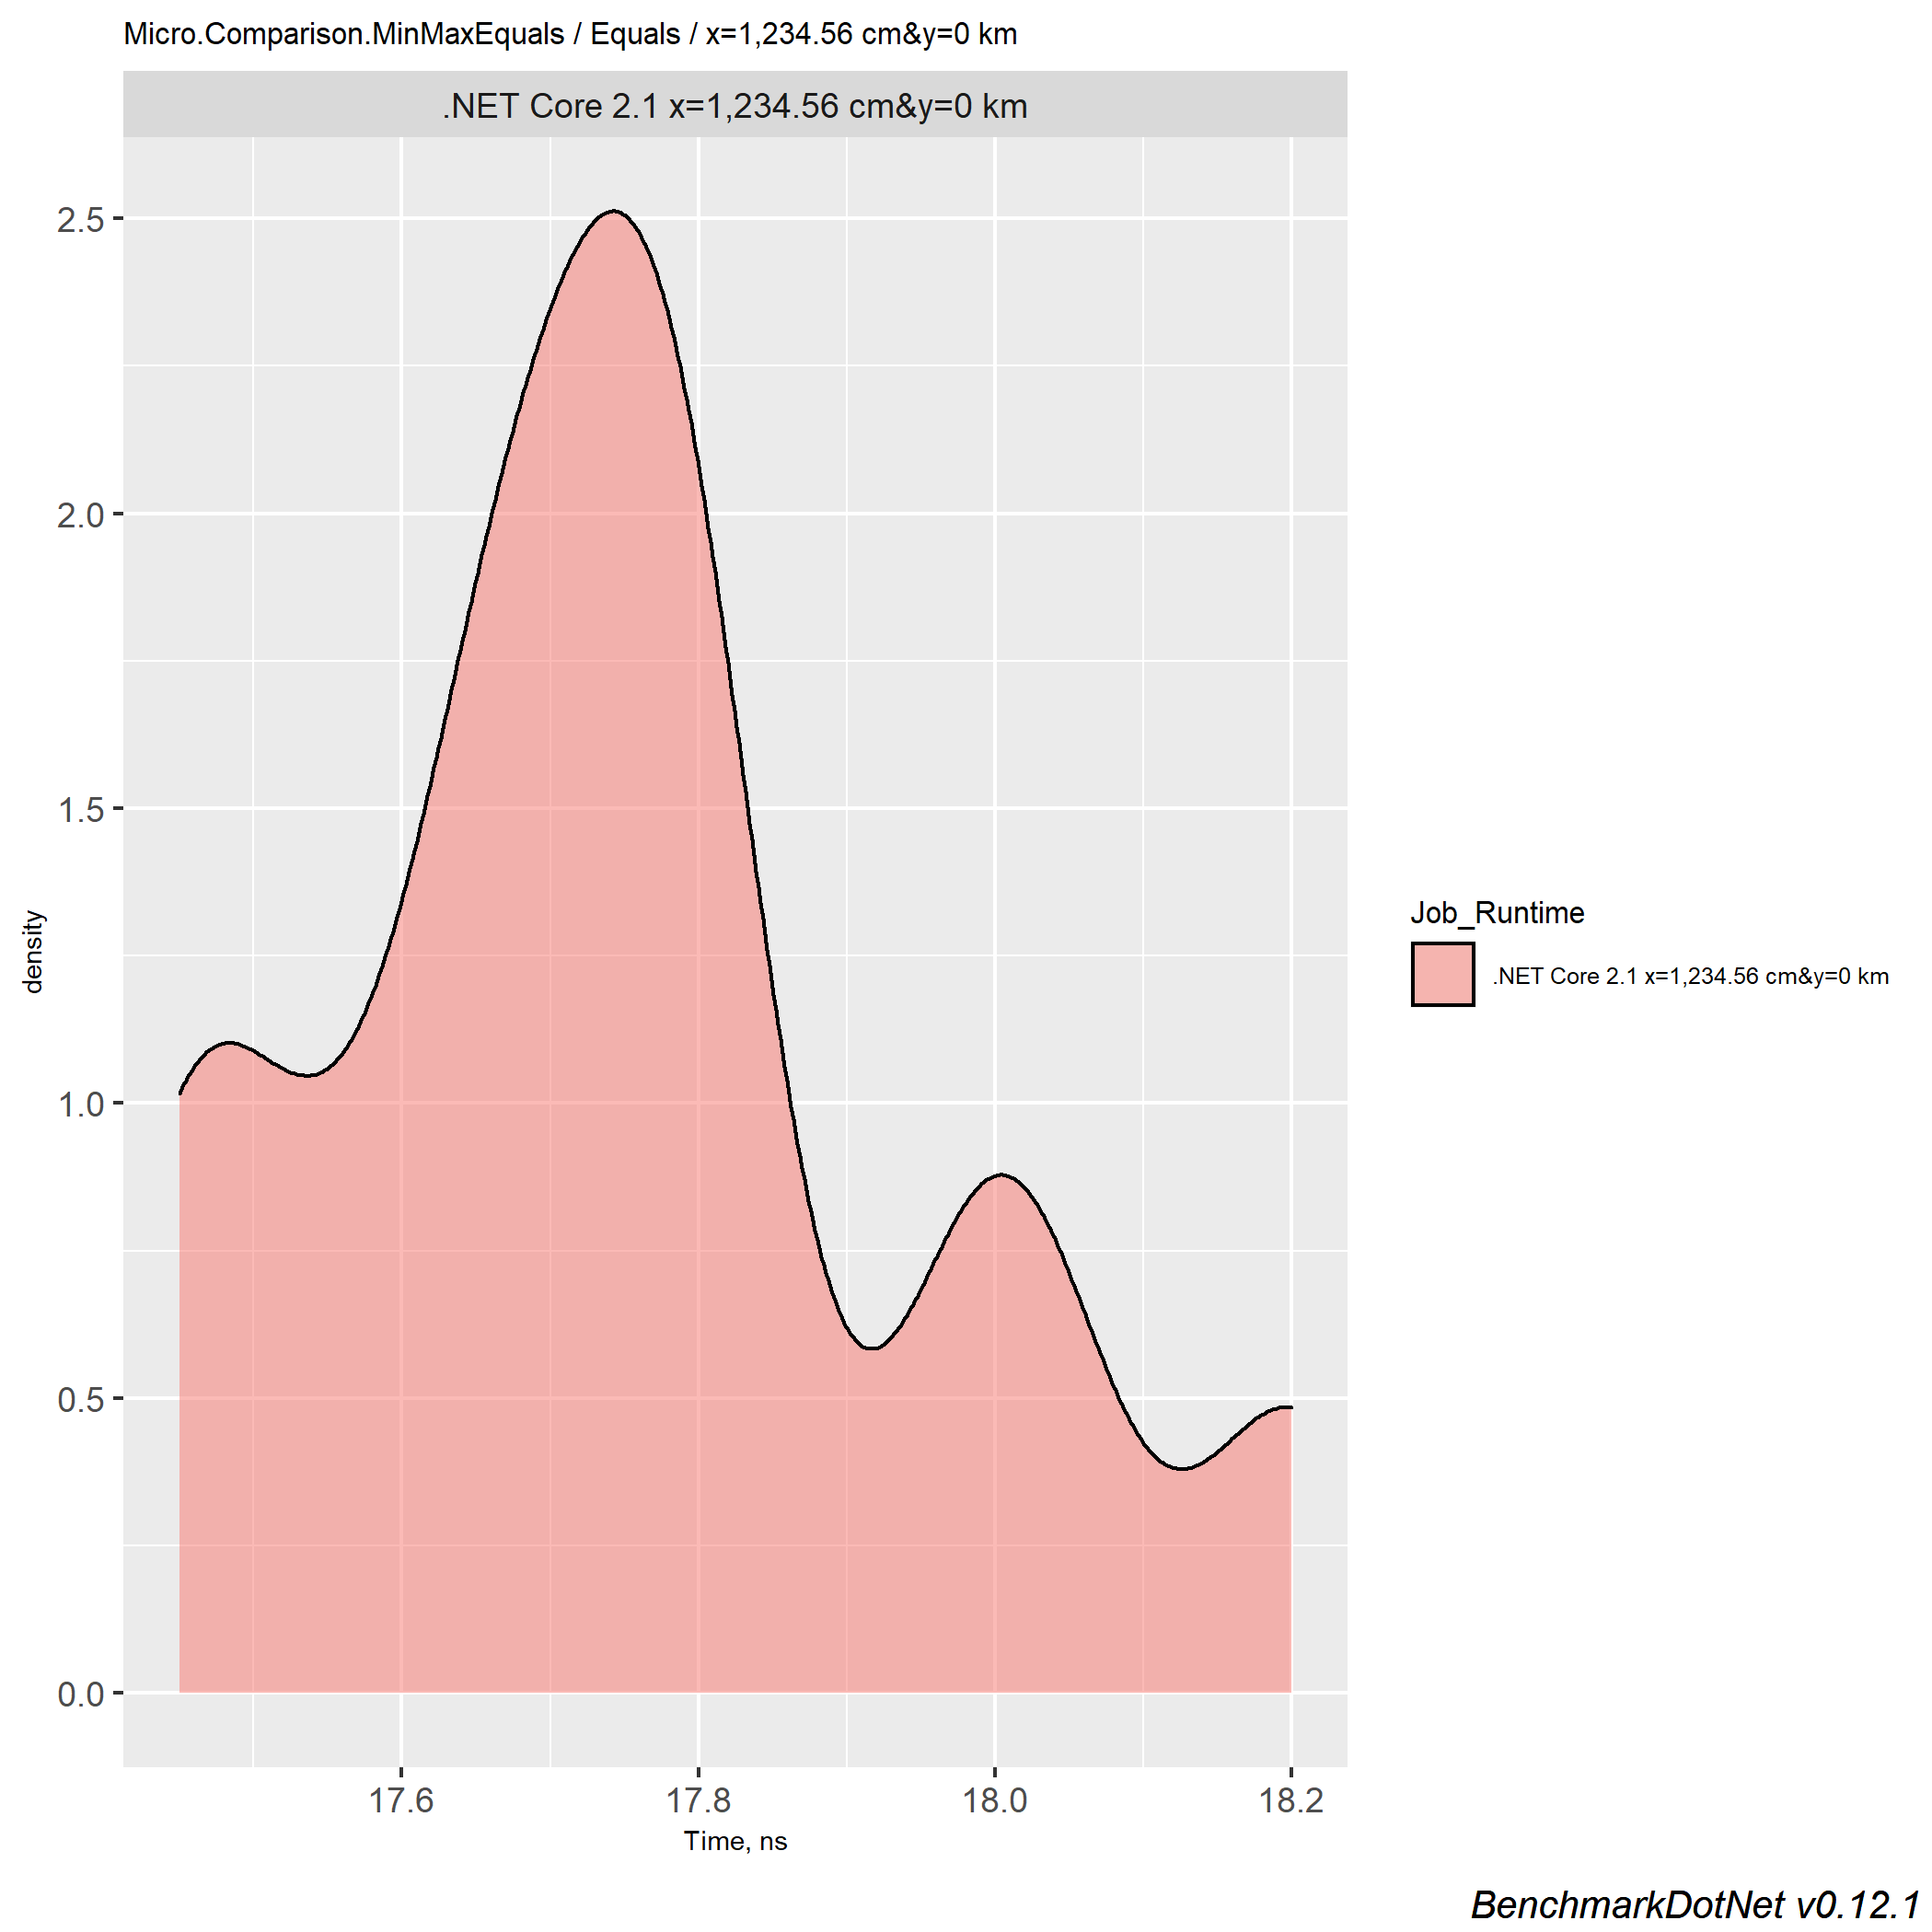 Micro.Comparison.MinMaxEquals / Equals / x=1,234.56 cm&y=0 km
.NET Core 2.1 x=1,234.56 cm&y=0 km
2.5
2.0
1.5
1.0
0.5
0.0
density
17.6
17.8
18.0
18.2
Time, ns
Job_Runtime
.NET Core 2.1 x=1,234.56 cm&y=0 km
BenchmarkDotNet v0.12.1